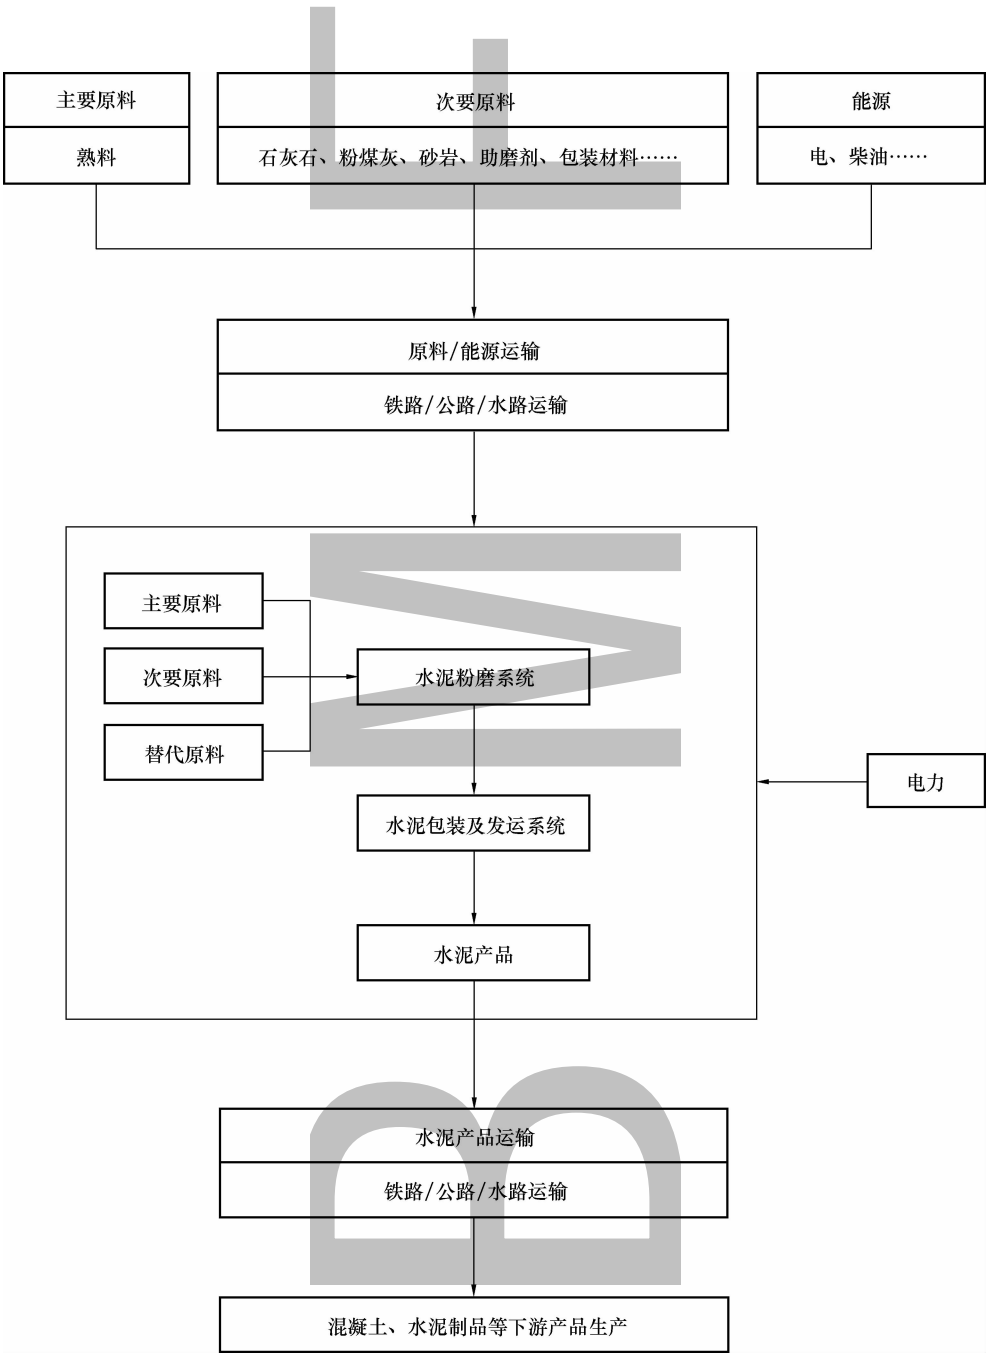 主要原料
次要原料
能源
熟料
石灰石、粉煤灰、砂岩、助磨剂、包装材料……
电、柴油……
原料/能源运输
铁路/公路/水路运输
主要原料
次要原料
水泥粉磨系统
替代原料
电力
水泥包装及发运系统
水泥产品
水泥产品运输
铁路/公路/水路运输
混凝土、水泥制品等下游产品生产